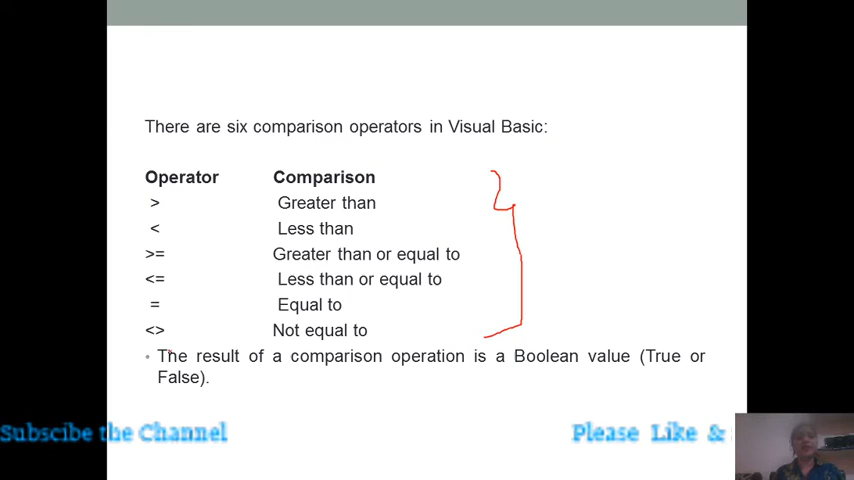 There are six comparison operators in Visual Basic:
Operator Comparison
> Greater than
< Less than
>= Greater than or equal to
<= Less than or equal to
= Equal to
<> Not equal to
• The result of a comparison operation is a Boolean value (True or
False).
Subscibe the Channel
Please Like &